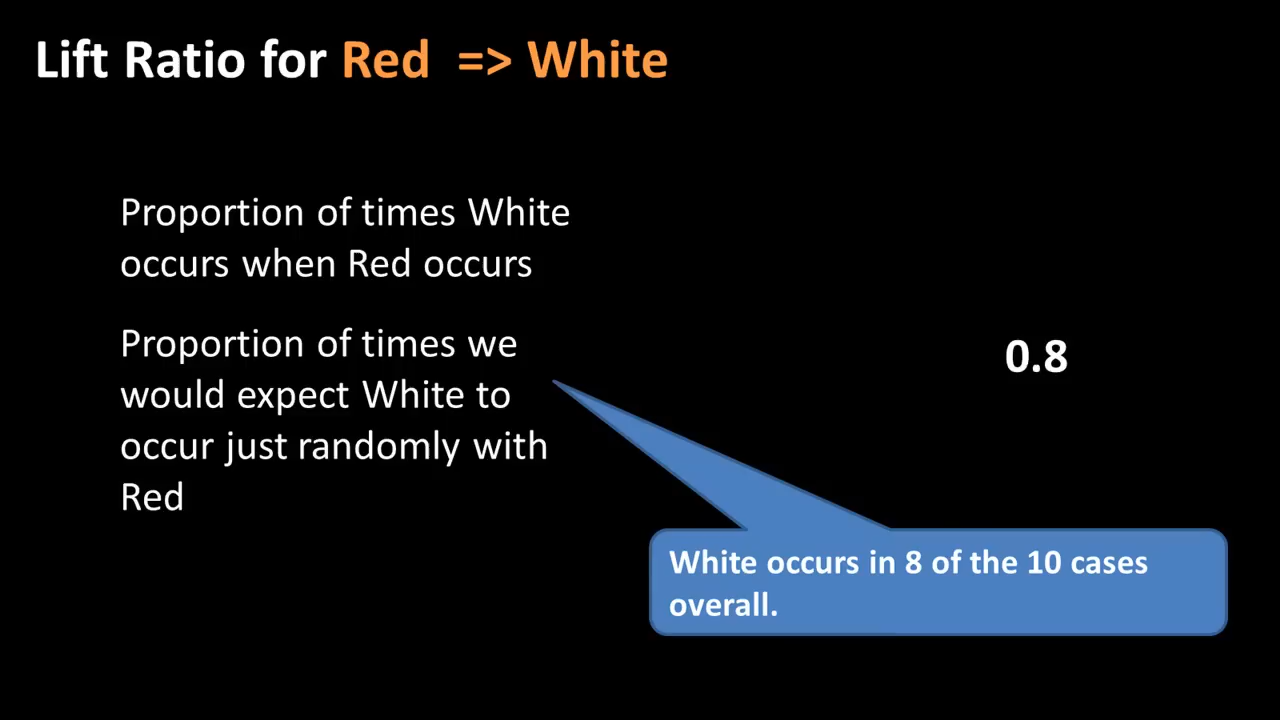 Lift Ratio for Red => White
Proportion of times White
occurs when Red occurs
Proportion of times we
would expect White to
occur just randomly with
Red
0.8
White occurs in 8 of the 10 cases
overall.